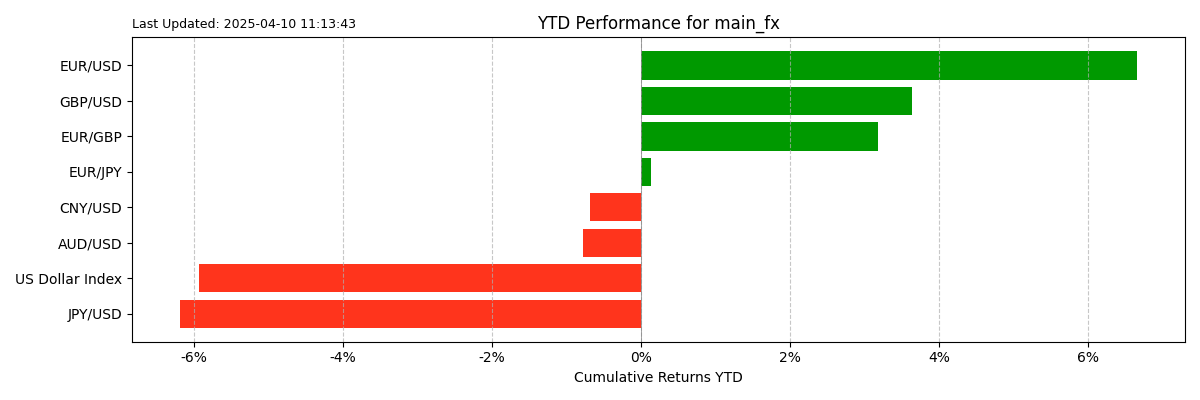 Last Updated: 2025-04-10 11:13:43
YTD Performance for main_fx
EUR/USD
GBP/USD
EUR/GBP
EUR/JPY
CNY/USD
AUD/USD
US Dollar Index
JPY/USD
-6%
-4%
-2%
0%
2%
4%
6%
Cumulative Returns YTD